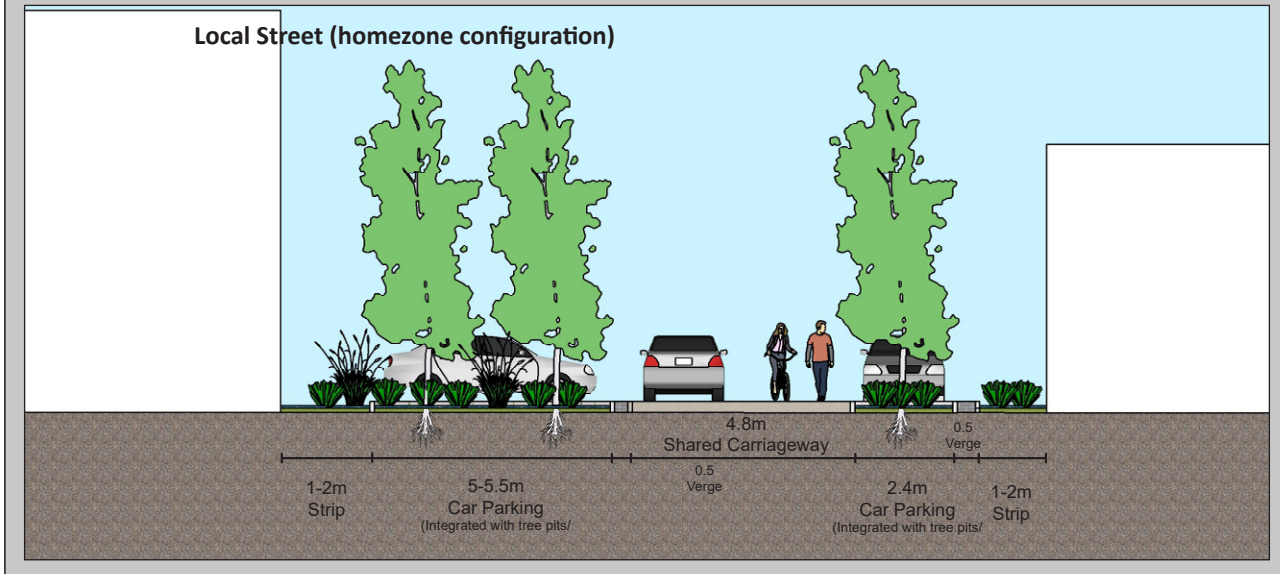 Local Street (homezone configuration)
4.8m
Shared Carriageway
0.5
Verge
0.5
Verge
1-2m
Strip
5-5.5m
Car Parking
(Integrated with tree pits/
2.4m
Car Parking
(Integrated with tree pits/
1-2m
Strip